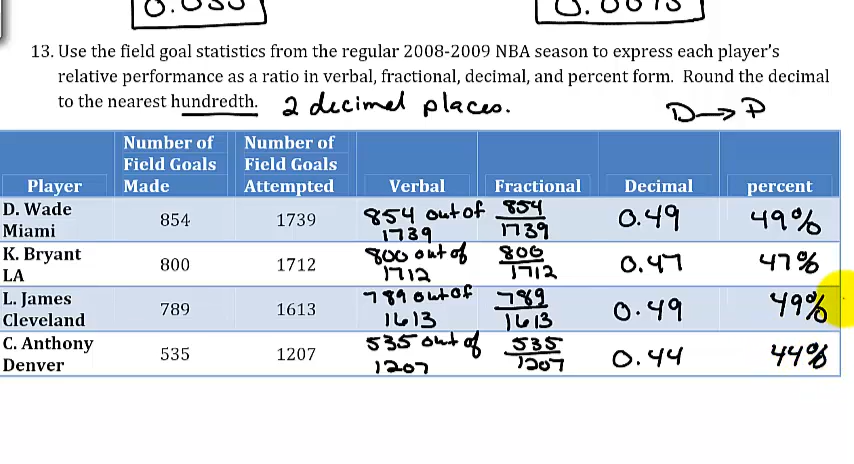 0.035
0.0075
13. Use the field goal statistics from the regular 2008-2009 NBA season to express each player's
relative performance as a ratio in verbal, fractional, decimal, and percent form. Round the decimal
to the nearest hundredth. 2 decimal places. D→P
Player Number of Field Goals Made Number of Field Goals Attempted Verbal Fractional Decimal percent
D. Wade Miami 854 1739 854 out of 1739 854/1739 0.49 49%
K. Bryant LA 800 1712 800 out of 1712 800/1712 0.47 47%
L. James Cleveland 789 1613 789 out of 1613 789/1613 0.49 49%
C. Anthony Denver 535 1207 535 out of 1207 535/1207 0.44 44%